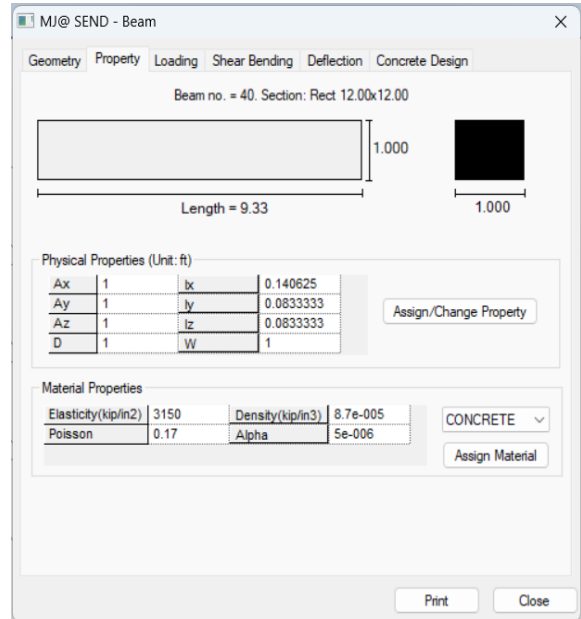 MJ@ SEND - Beam
Geometry Property Loading Shear Bending Deflection Concrete Design
Beam no. = 40. Section: Rect 12.00x12.00
1.000
Length = 9.33 1.000
Physical Properties (Unit: ft)
Ax 1 Ix 0.140625
Ay 1 Iy 0.0833333
Assign/Change Property
Az 1 Iz 0.0833333
D 1 W 1
Material Properties
Elasticity(kip/in2) 3150 Density(kip/in3) 8.7e-005 CONCRETE
Poisson 0.17 Alpha 5e-006
Assign Material
Print Close